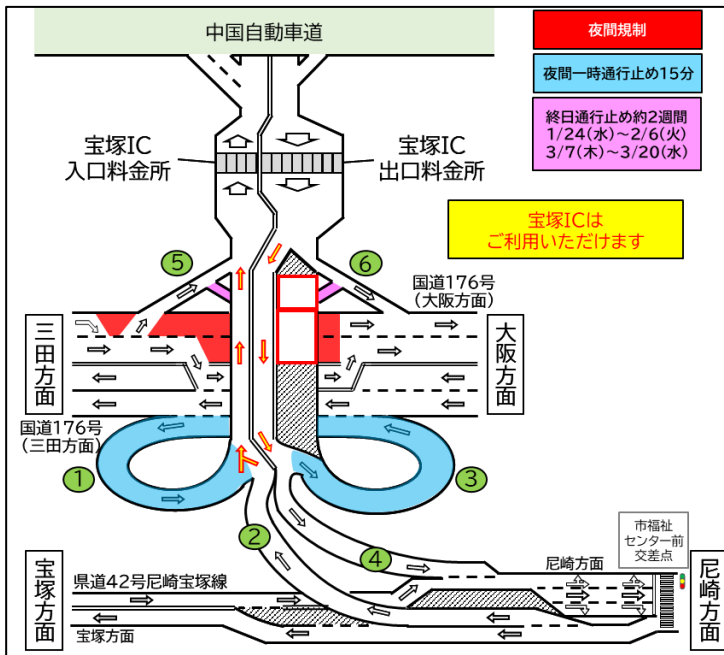 中国自動車道
夜間規制
夜間一時通行止め15分
終日通行止め約2週間
1/24(水)～2/6(火)
3/7(木)～3/20(水)
宝塚IC
入口料金所
宝塚IC
出口料金所
宝塚ICは
ご利用いただけます
⑤
⑥
国道176号
(大阪方面)
三田方面
大阪方面
国道176号
(三田方面)
①
③
②
④
市福祉
センター前
交差点
尼崎方面
宝塚方面
県道42号尼崎宝塚線
宝塚方面
尼崎方面